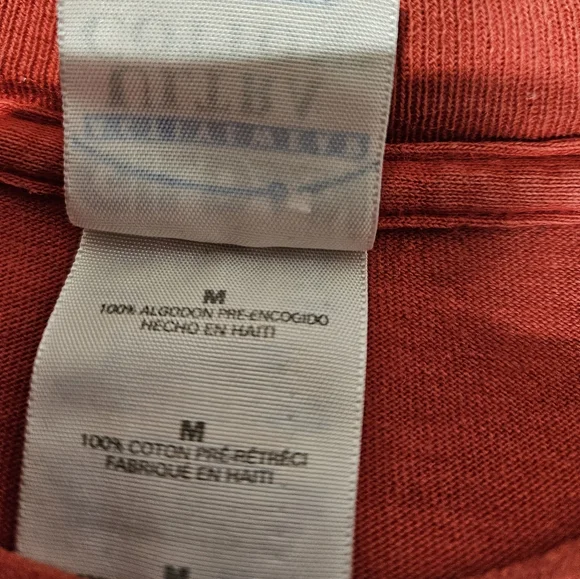 M
100% ALGODON PRE-ENCOGIDO
HECHO EN HAITI
M
100% COTON PRÉ-RÉTRÉCI
FABRIQUÉ EN HAITI
M